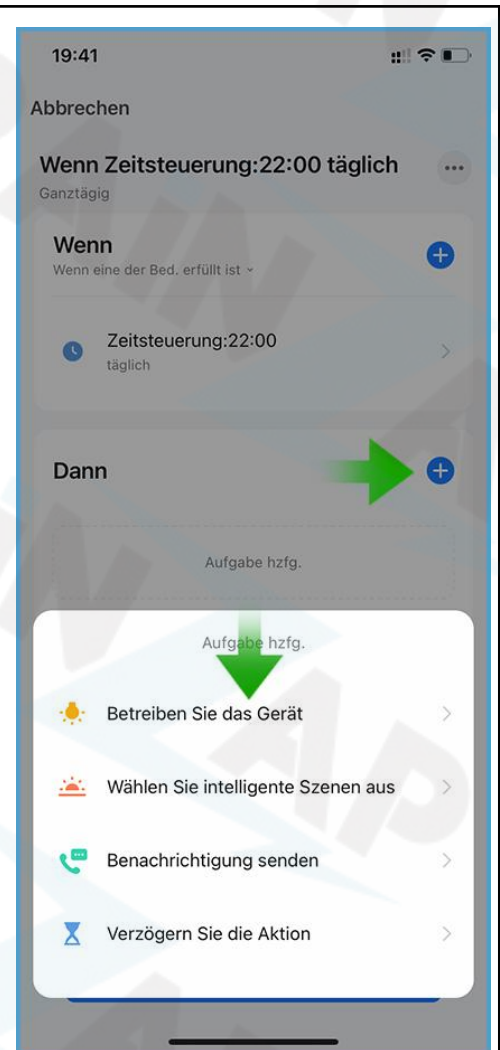 19:41
Abbrechen
Wenn Zeitsteuerung:22:00 täglich
Ganztägig
Wenn
Wenn eine der Bed. erfüllt ist
Zeitsteuerung:22:00
täglich
Dann
Aufgabe hzfg.
Aufgabe hzfg.
Betreiben Sie das Gerät
Wählen Sie intelligente Szenen aus
Benachrichtigung senden
Verzögern Sie die Aktion